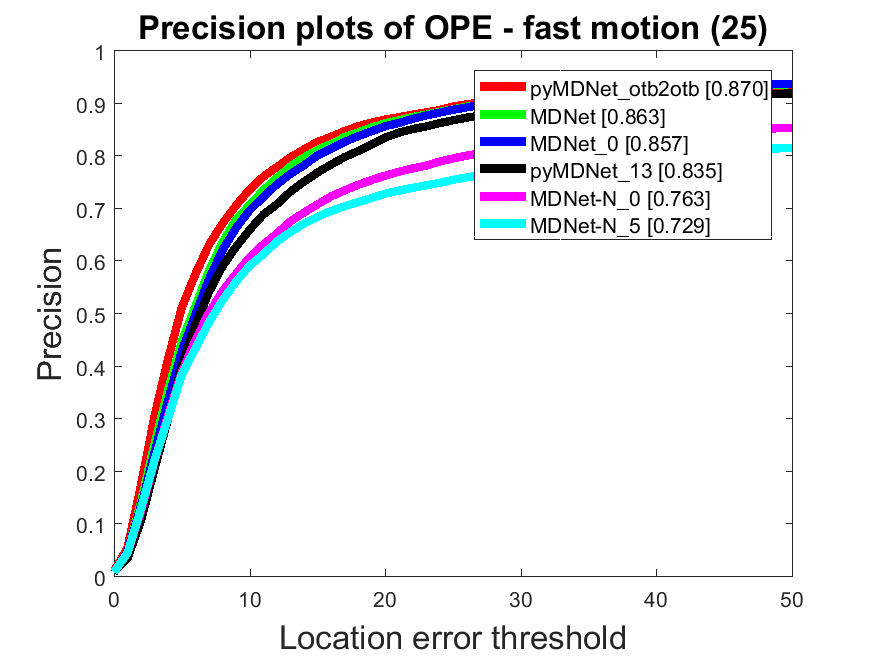 Precision plots of OPE - fast motion (25)
1
0.9
0.8
0.7
0.6
0.5
0.4
0.3
0.2
0.1
0
Precision
pyMDNet_otb2otb [0.870]
MDNet [0.863]
MDNet_0 [0.857]
pyMDNet_13 [0.835]
MDNet-N_0 [0.763]
MDNet-N_5 [0.729]
0 10 20 30 40 50
Location error threshold